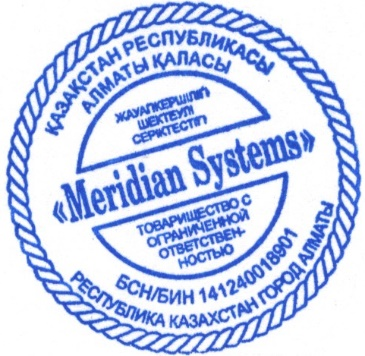 ҚАЗАҚСТАН РЕСПУБЛИКАСЫ
АЛМАТЫ ҚАЛАСЫ
ЖАУАПКЕРШІЛІГІ
ШЕКТЕУЛІ
СЕРІКТЕСТІГІ
«Meridian Systems»
ТОВАРИЩЕСТВО С
ОГРАНИЧЕННОЙ
ОТВЕТСТВЕН-
НОСТЬЮ
БСН/БИН 141240018901
РЕСПУБЛИКА КАЗАХСТАН ГОРОД АЛМАТЫ